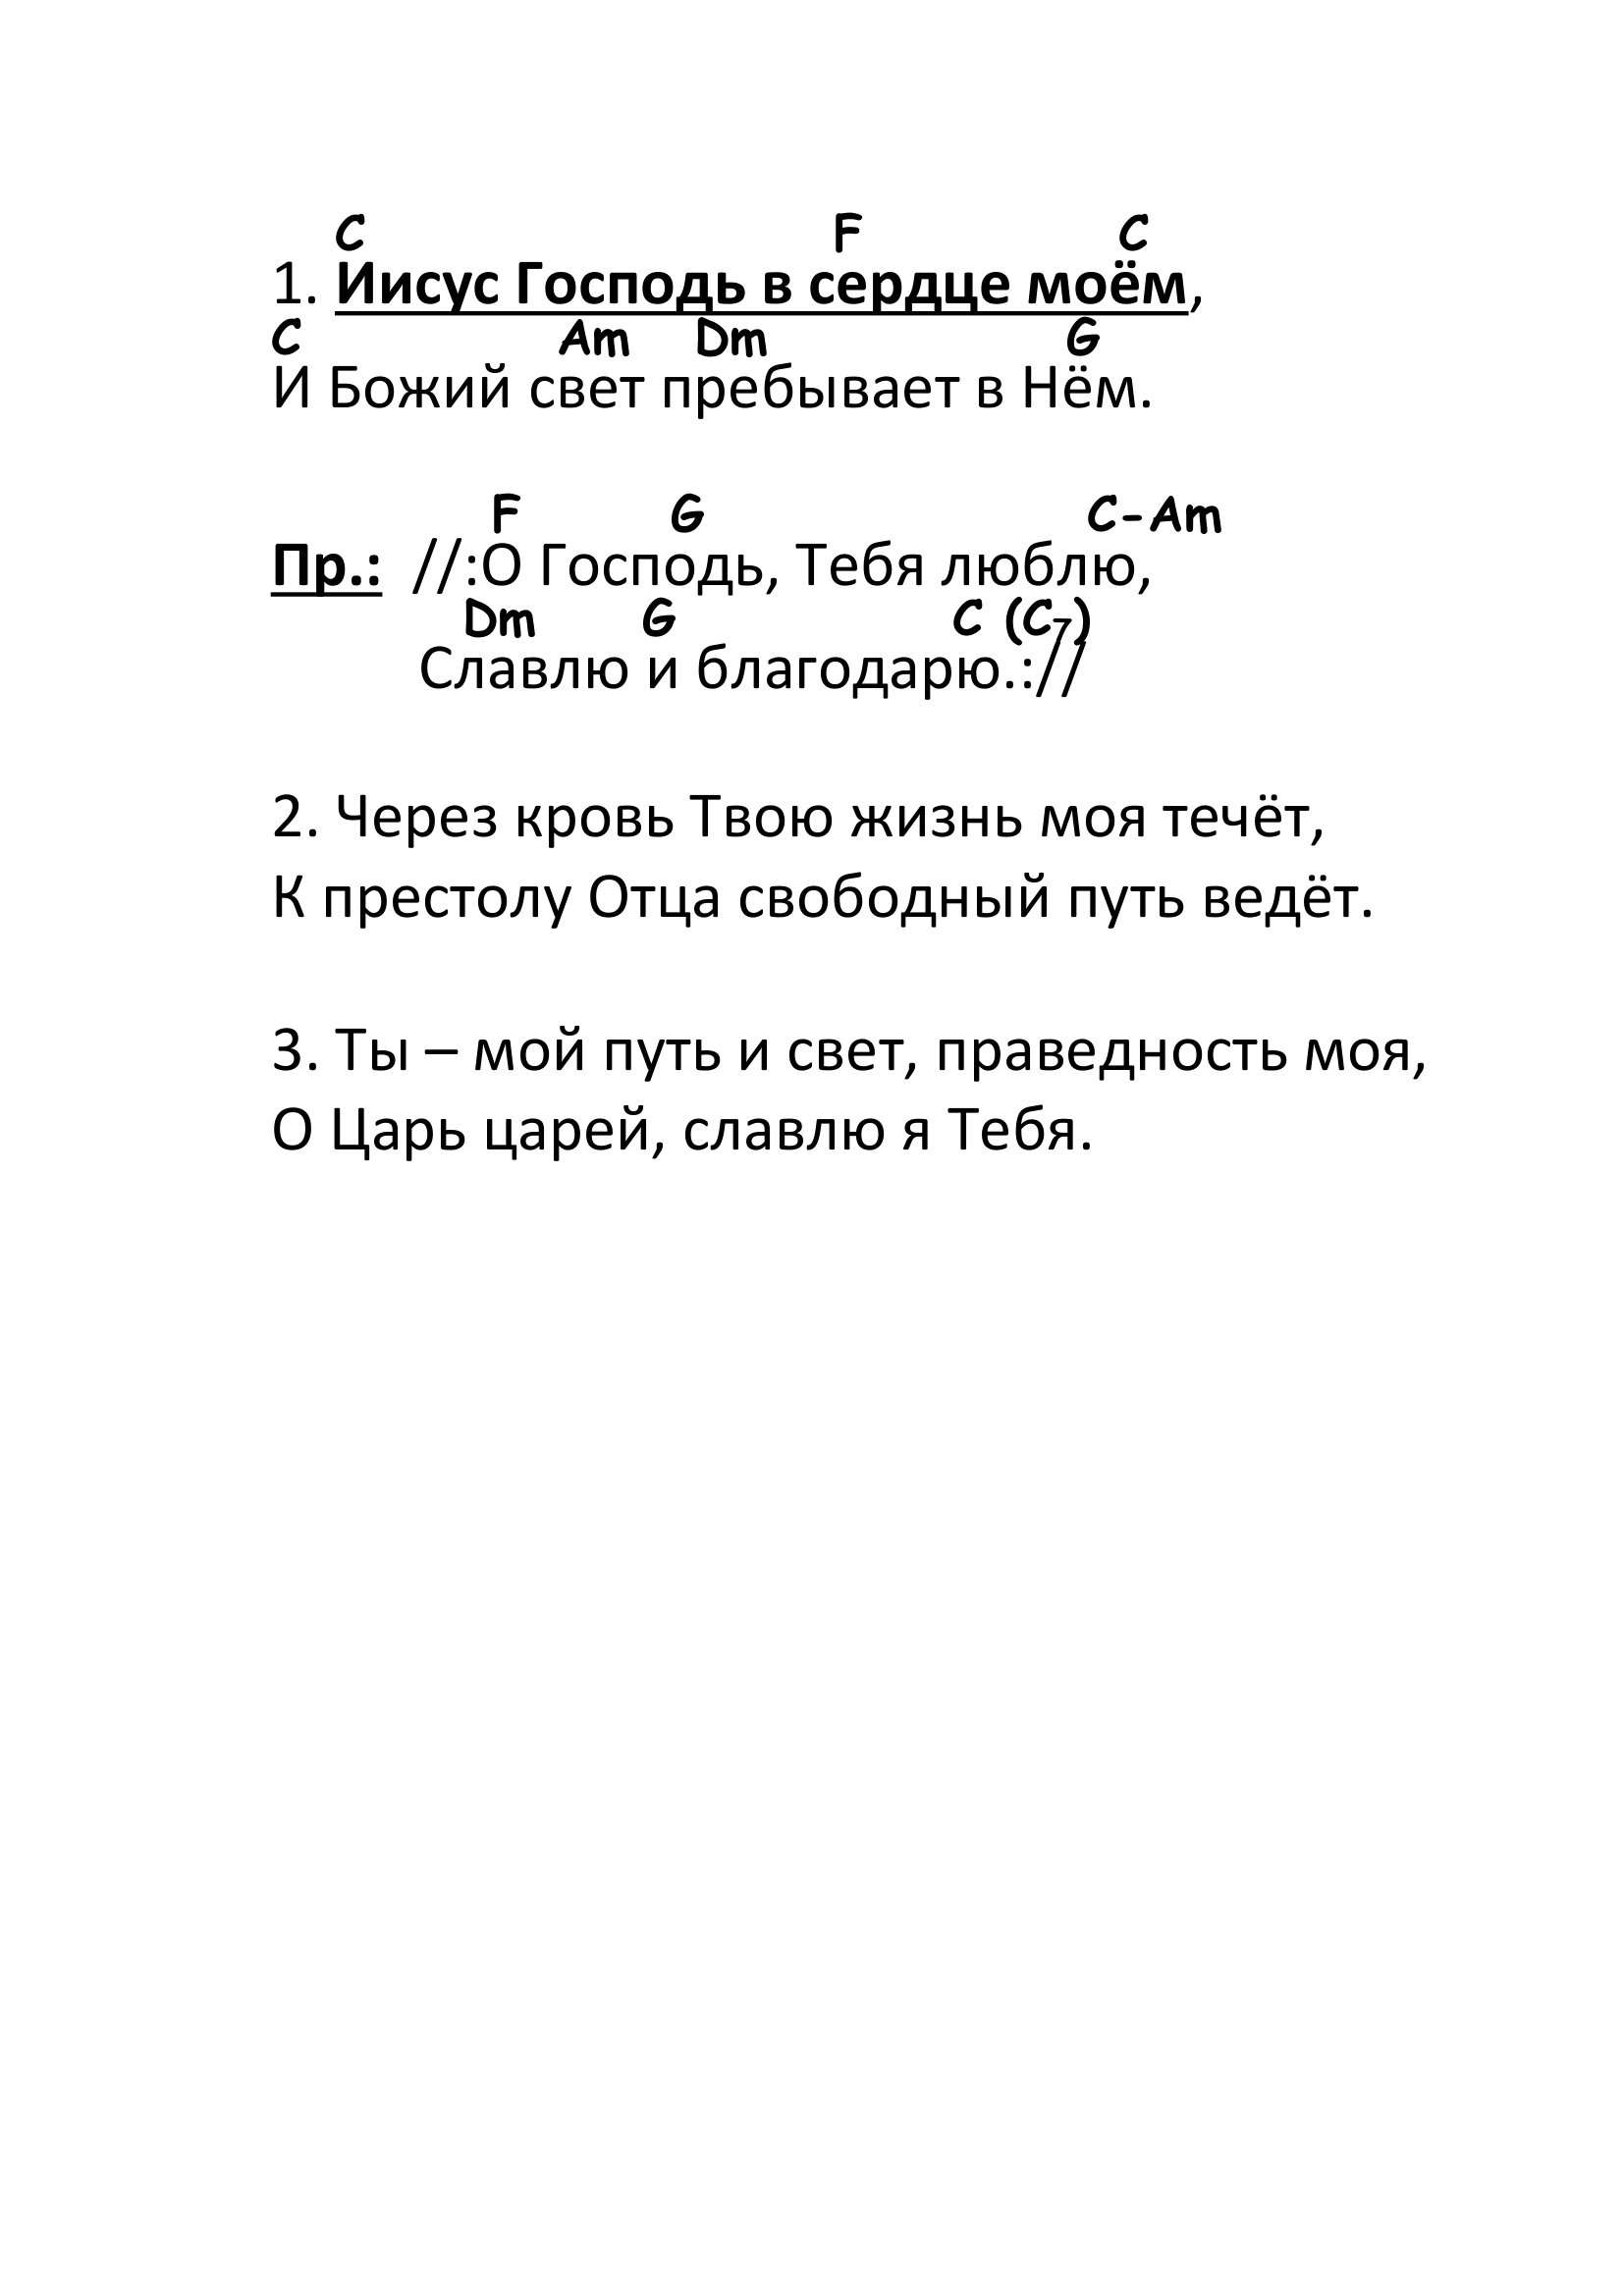 C F C
1. Иисус Господь в сердце моём,
C Am Dm G
И Божий свет пребывает в Нём.
F G C-Am
Пр.: //:О Господь, Тебя люблю,
Dm G C (C7)
Славлю и благодарю.://
2. Через кровь Твою жизнь моя течёт,
К престолу Отца свободный путь ведёт.
3. Ты – мой путь и свет, праведность моя,
О Царь царей, славлю я Тебя.